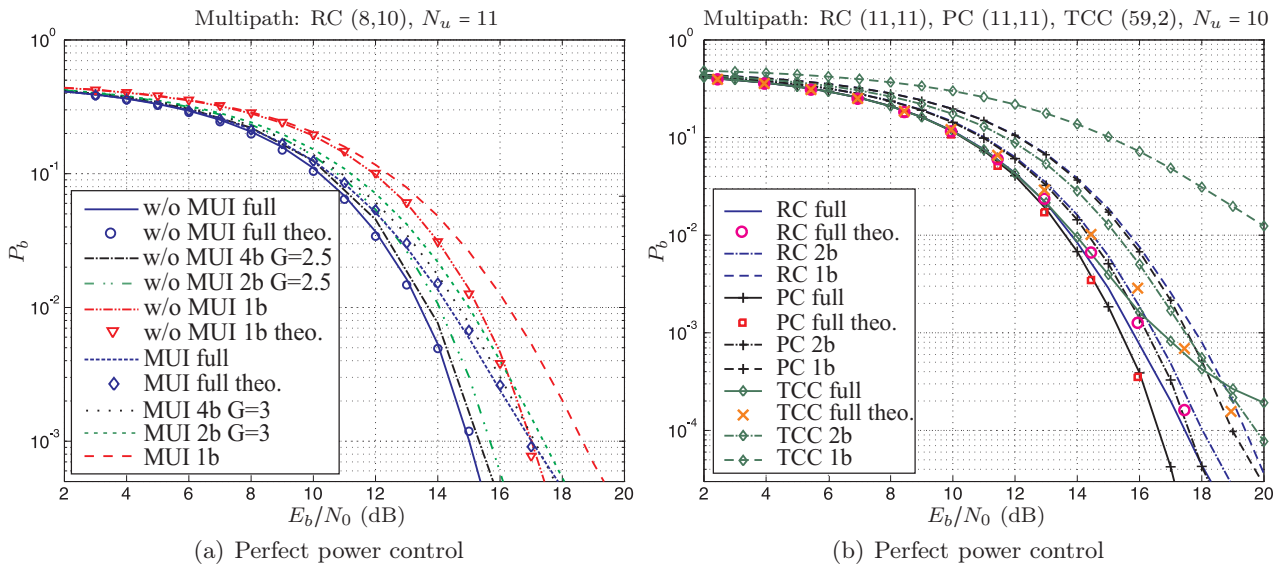 Multipath: RC (8,10), N_u = 11
10^0
10^-1
10^-2
10^-3
P_b
w/o MUI full
w/o MUI full theo.
w/o MUI 4b G=2.5
w/o MUI 2b G=2.5
w/o MUI 1b
w/o MUI 1b theo.
MUI full
MUI full theo.
MUI 4b G=3
MUI 2b G=3
MUI 1b
2 4 6 8 10 12 14 16 18 20
E_b/N_0 (dB)
(a) Perfect power control
Multipath: RC (11,11), PC (11,11), TCC (59,2), N_u = 10
10^0
10^-1
10^-2
10^-3
10^-4
P_b
RC full
RC full theo.
RC 2b
RC 1b
PC full
PC full theo.
PC 2b
PC 1b
TCC full
TCC full theo.
TCC 2b
TCC 1b
2 4 6 8 10 12 14 16 18 20
E_b/N_0 (dB)
(b) Perfect power control